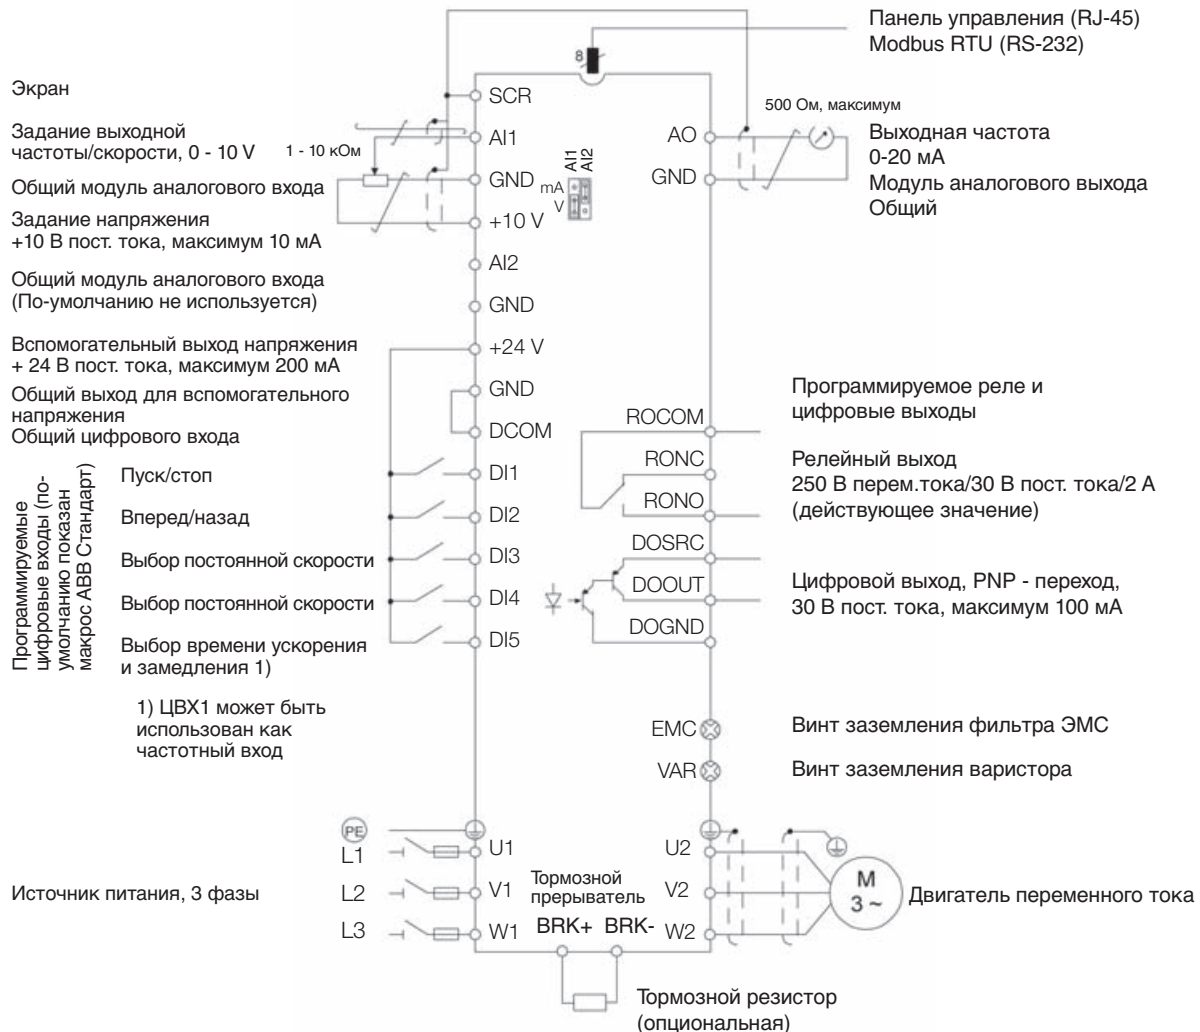 Панель управления (RJ-45)
Modbus RTU (RS-232)
8
Экран
SCR
500 Ом, максимум
Задание выходной
частоты/скорости, 0 - 10 V
1 - 10 кОм
AI1
AO
Выходная частота
0-20 мА
Общий модуль аналогового входа
GND
mA
V
AI1
AI2
GND
Модуль аналогового выхода
Общий
Задание напряжения
+10 В пост. тока, максимум 10 мА
+10 V
AI2
Общий модуль аналогового входа
(По-умолчанию не используется)
GND
Вспомогательный выход напряжения
+ 24 В пост. тока, максимум 200 мА
+24 V
Общий выход для вспомогательного
напряжения
GND
Общий цифрового входа
DCOM
ROCOM
Программируемое реле и
цифровые выходы
Программируемые
цифровые входы (по-
умолчанию показан
макрос ABB Стандарт)
Пуск/стоп
DI1
RONC
RONO
Релейный выход
250 В перем.тока/30 В пост. тока/2 А
(действующее значение)
Вперед/назад
DI2
Выбор постоянной скорости
DI3
DOSRC
Выбор постоянной скорости
DI4
DOOUT
Цифровой выход, PNP - переход,
30 В пост. тока, максимум 100 мА
Выбор времени ускорения
и замедления 1)
DI5
DOGND
1) ЦВХ1 может быть
использован как
частотный вход
EMC
Винт заземления фильтра ЭМС
VAR
Винт заземления варистора
PE
L1
U1
U2
Источник питания, 3 фазы
L2
V1
Тормозной
прерыватель
V2
M
3 ~
Двигатель переменного тока
L3
W1
BRK+ BRK-
W2
Тормозной резистор
(опциональная)